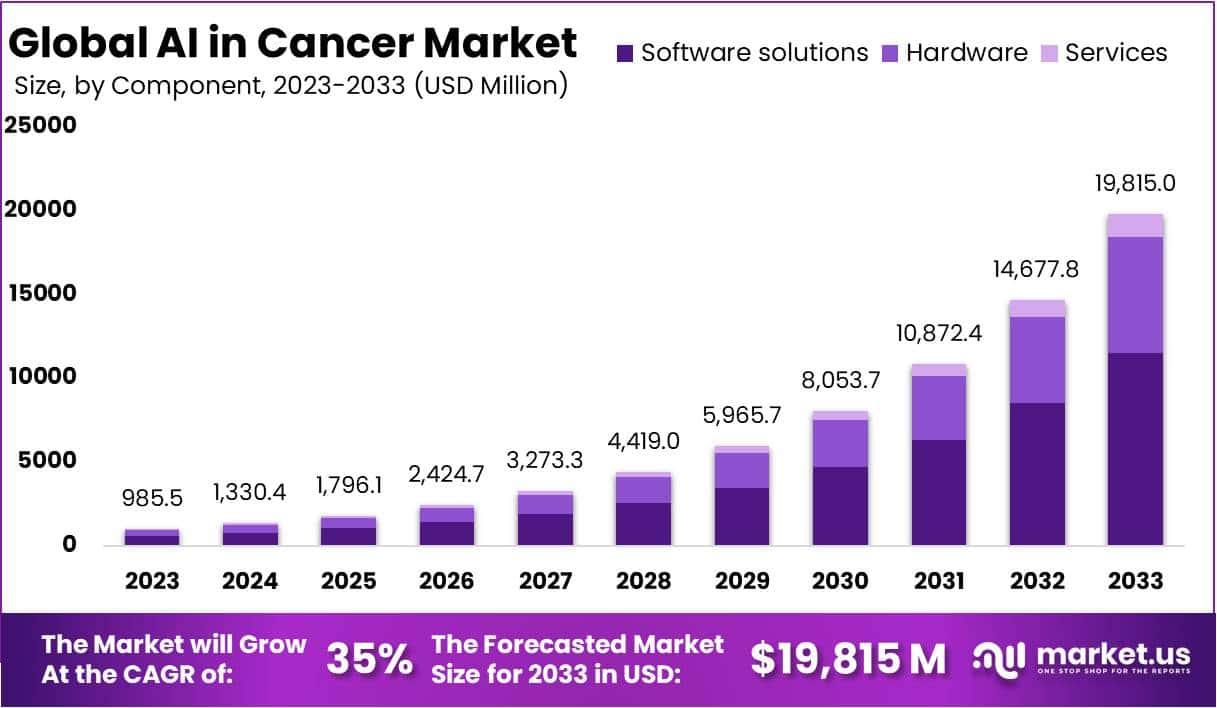 Global AI in Cancer Market
Size, by Component, 2023-2033 (USD Million)
Software solutions Hardware Services
25000
20000
15000
10000
5000
0
985.5
1,330.4
1,796.1
2,424.7
3,273.3
4,419.0
5,965.7
8,053.7
10,872.4
14,677.8
19,815.0
2023 2024 2025 2026 2027 2028 2029 2030 2031 2032 2033
The Market will Grow
At the CAGR of:
35%
The Forecasted Market
Size for 2033 in USD:
$19,815 M
market.us
ONE STOP SHOP FOR THE REPORTS